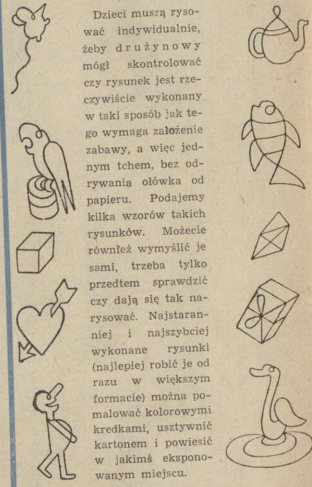 Dzieci muszą ryso-
wać indywidualnie,
żeby drużynowy
mógł skontrolować
czy rysunek jest rze-
czywiście wykonany
w taki sposób jak te-
go wymaga założenie
zabawy, a więc jed-
nym tchem, bez od-
rywania ołówka od
papieru. Podajemy
kilka wzorów takich
rysunków. Możecie
również wymyślić je
sami, trzeba tylko
przedtem sprawdzić
czy dają się tak na-
rysować. Najstaran-
niej i najszybciej
wykonane rysunki
(najlepiej robić je od
razu w większym
formacie) można po-
malować kolorowymi
kredkami, usztywnić
kartonem i powiesić
w jakimś ekspono-
wanym miejscu.